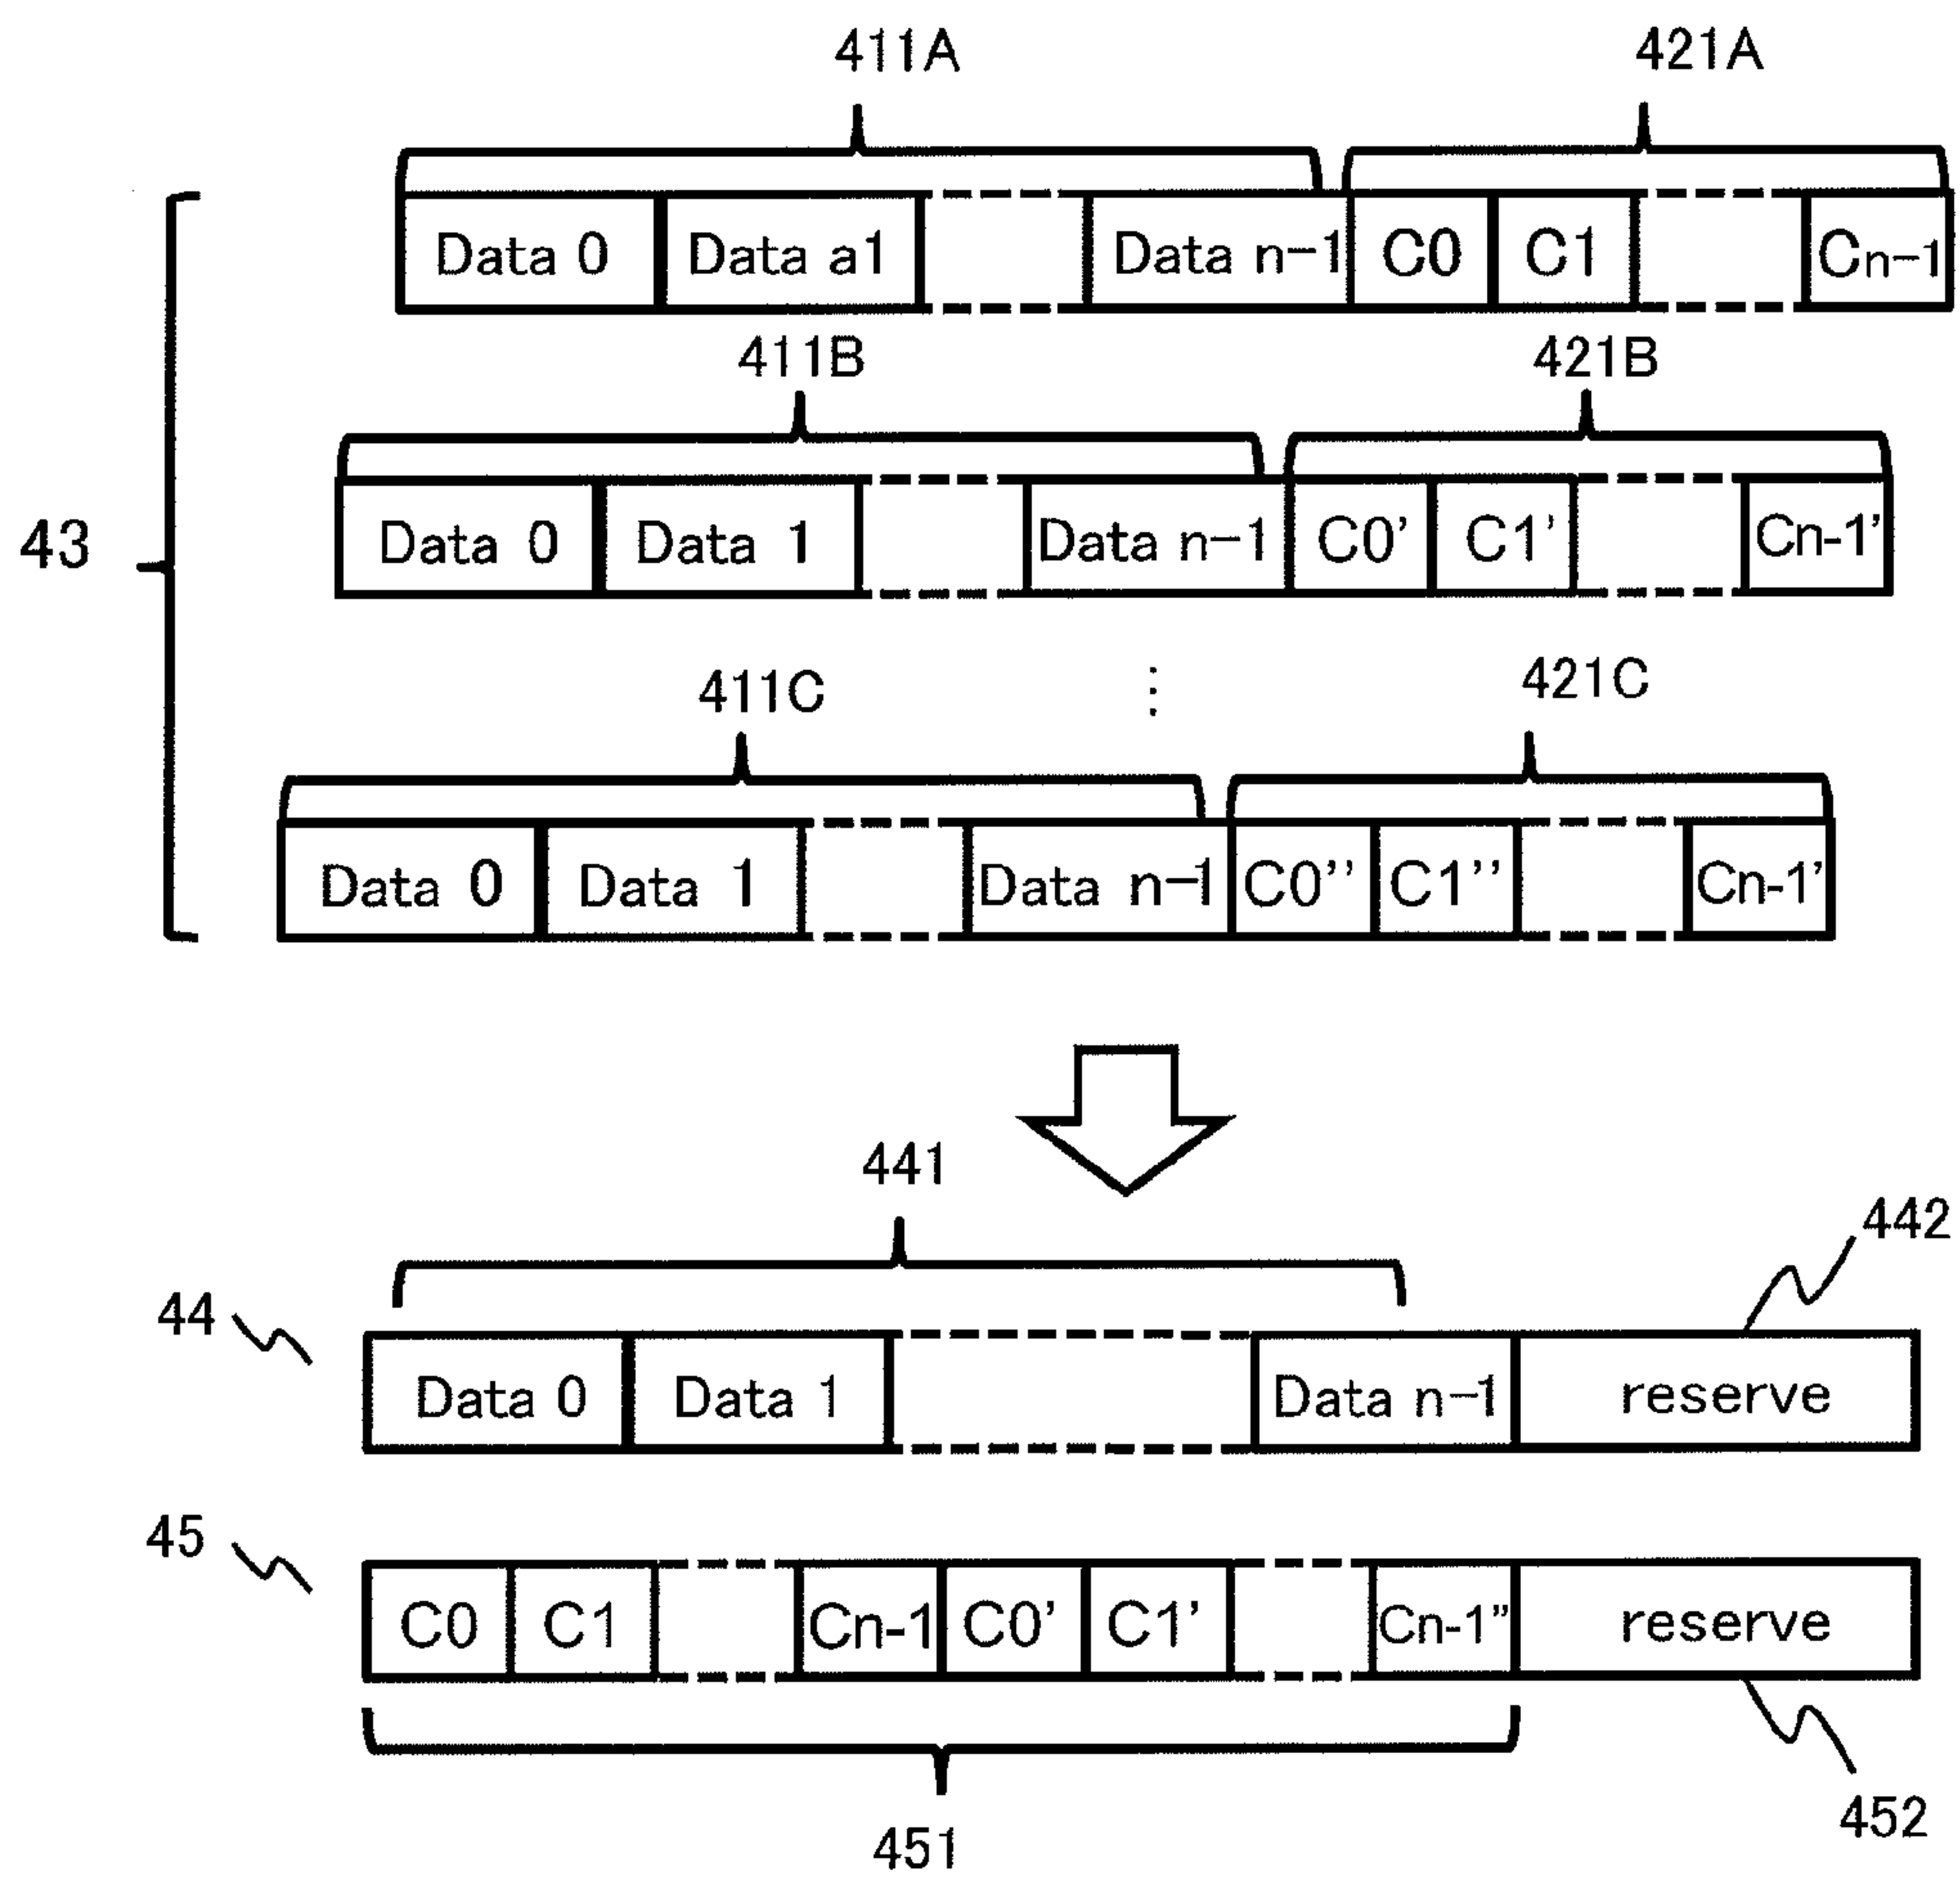 411A 421A
Data 0 Data a1 Data n-1 C0 C1 Cn-1
411B 421B
43
Data 0 Data 1 Data n-1 C0' C1' Cn-1'
411C ⋮ 421C
Data 0 Data 1 Data n-1 C0'' C1'' Cn-1'
441
442
44
Data 0 Data 1 Data n-1 reserve
45
C0 C1 Cn-1 C0' C1' Cn-1" reserve
451
452